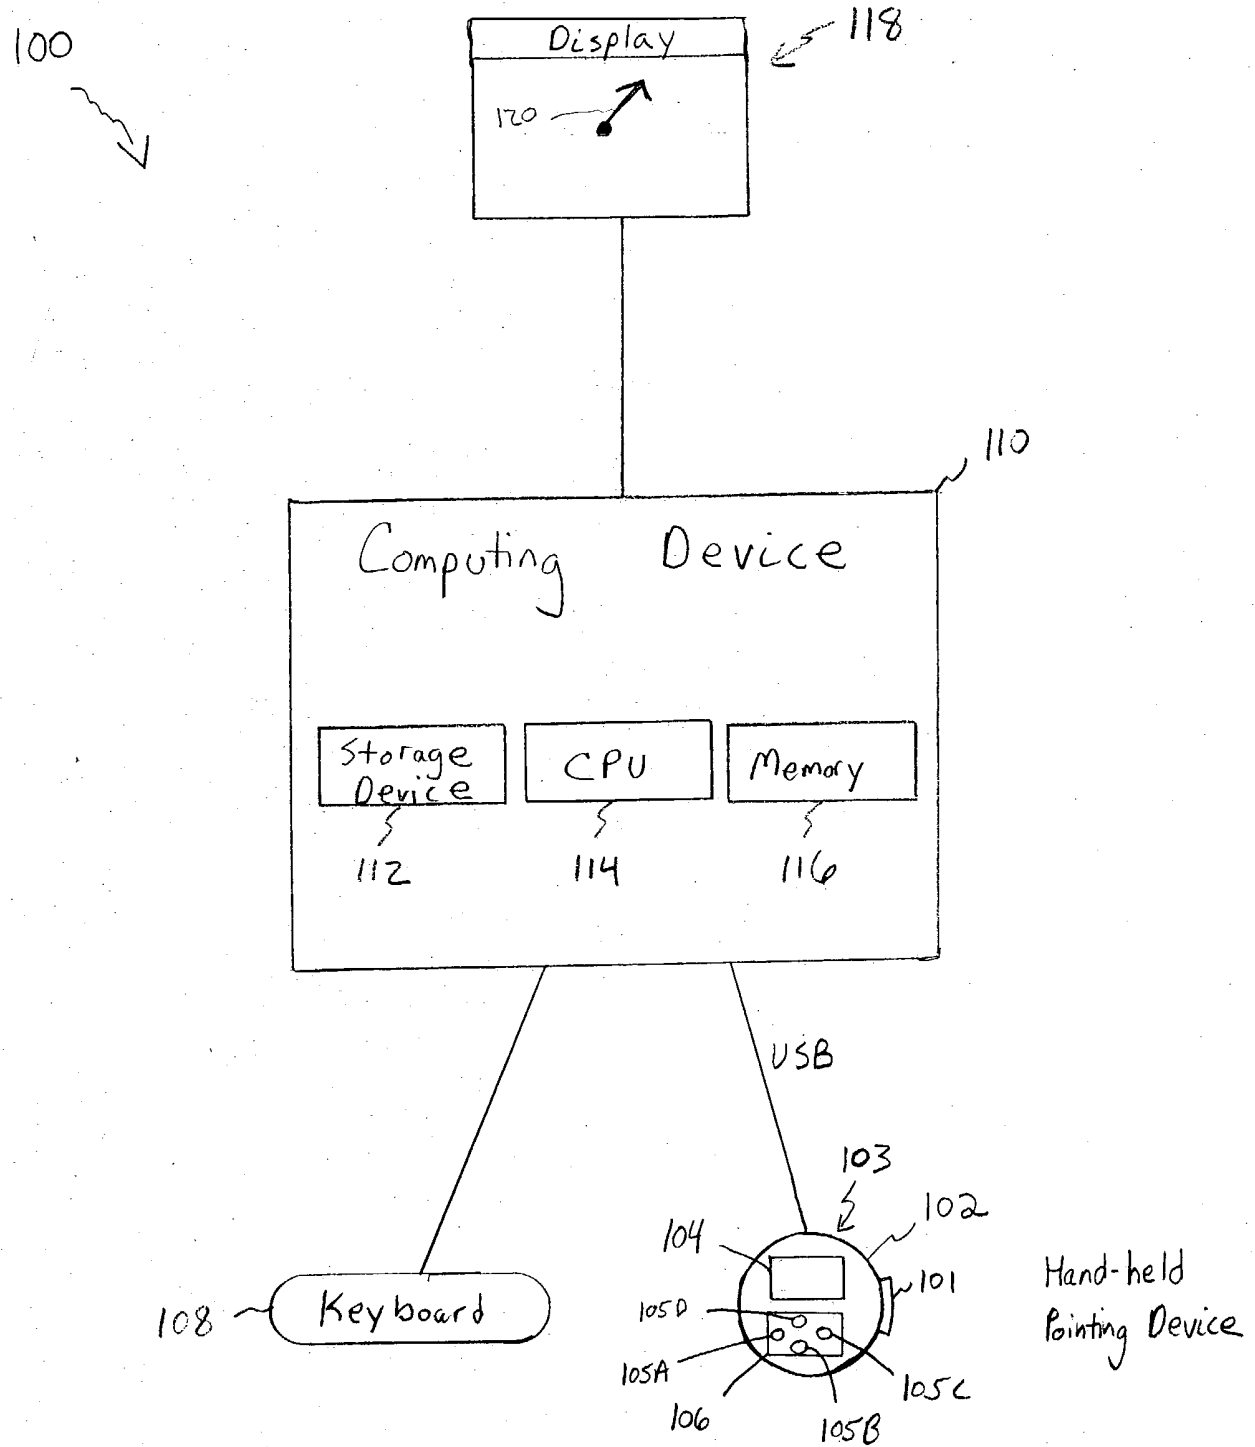 100
Display
118
120
110
Computing Device
Storage
Device
CPU
Memory
112
114
116
USB
103
102
104
101
Hand-held
Pointing Device
108
Keyboard
105D
105A
105C
106
105B